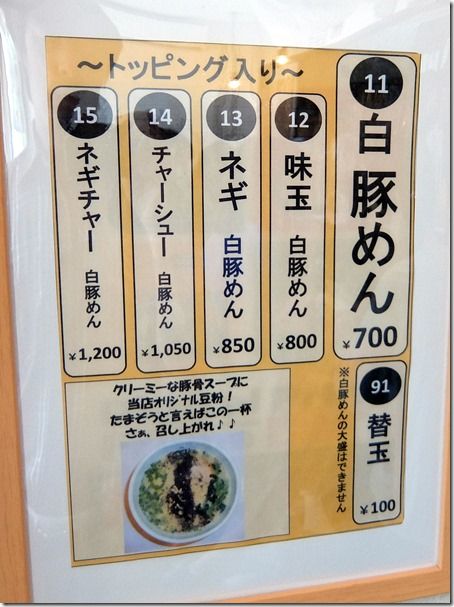 ～トッピング入り～
11
白豚めん
¥700
12
味玉
白豚めん
¥800
13
ネギ
白豚めん
¥850
14
チャーシュー
白豚めん
¥1,050
15
ネギチャー
白豚めん
¥1,200
91
替玉
¥100
※白豚めんの大盛はできません
クリーミーな豚骨スープに
当店オリジナル豆粉！
たまぞうと言えばこの一杯
さぁ、召し上がれ♪♪